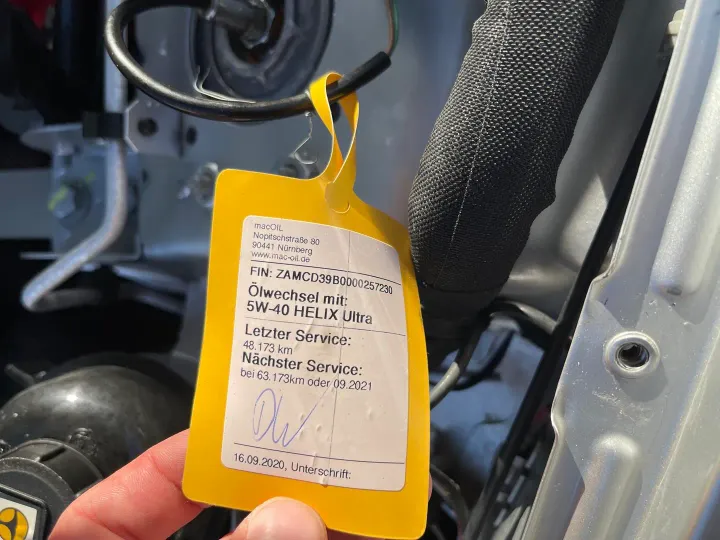 macOIL
Nopitschstraße 80
90441 Nürnberg
www.mac-oil.de
FIN: ZAMCD39B0000257230
Ölwechsel mit:
5W-40 HELIX Ultra
Letzter Service:
48.173 km
Nächster Service:
bei 63.173km oder 09.2021
16.09.2020, Unterschrift: